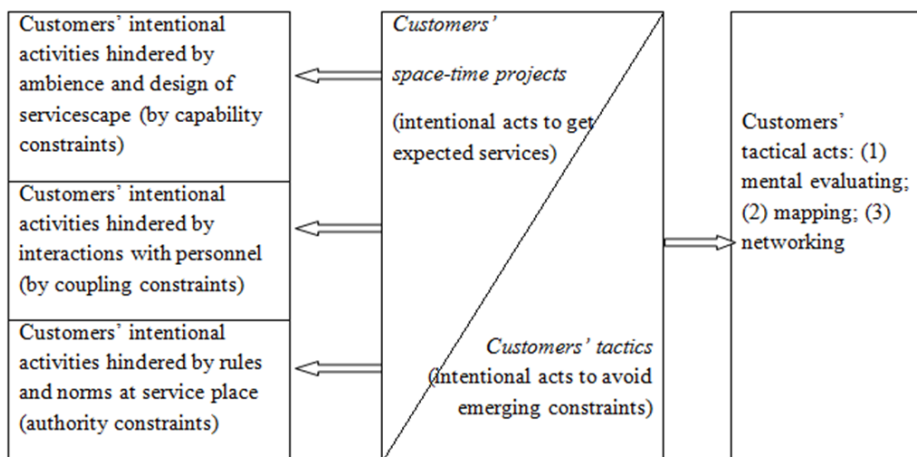 Customers’ intentional
activities hindered by
ambience and design of
servicescape (by capability
constraints)
Customers’ intentional
activities hindered by
interactions with personnel
(by coupling constraints)
Customers’ intentional
activities hindered by rules
and norms at service place
(authority constraints)
Customers’
space-time projects
(intentional acts to get
expected services)
Customers’ tactics
(intentional acts to avoid
emerging constraints)
Customers’
tactical acts: (1)
mental evaluating;
(2) mapping; (3)
networking